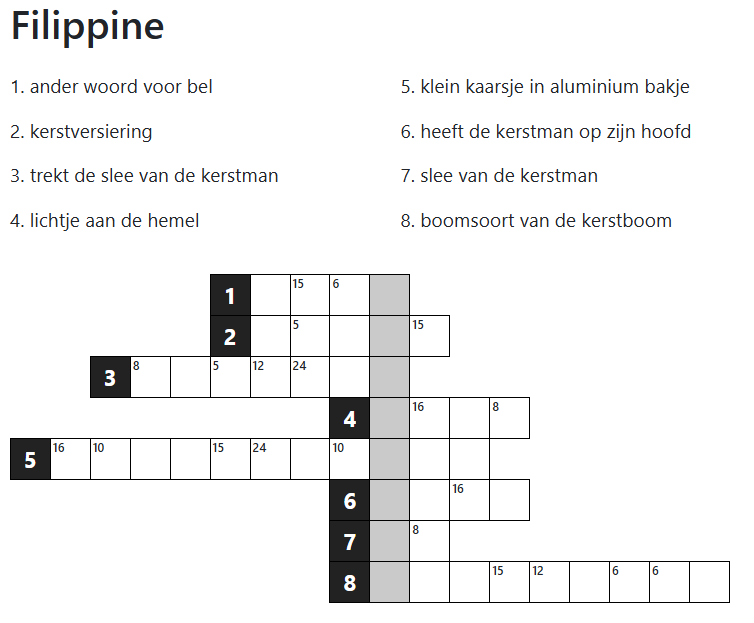 Filippine
1. ander woord voor bel
2. kerstversiering
3. trekt de slee van de kerstman
4. lichtje aan de hemel
5. klein kaarsje in aluminium bakje
6. heeft de kerstman op zijn hoofd
7. slee van de kerstman
8. boomsoort van de kerstboom
1 15 6
2 5 15
3 8 5 12 24
4 16 8
5 16 10 15 24 10
6 16
7 8
8 15 12 6 6